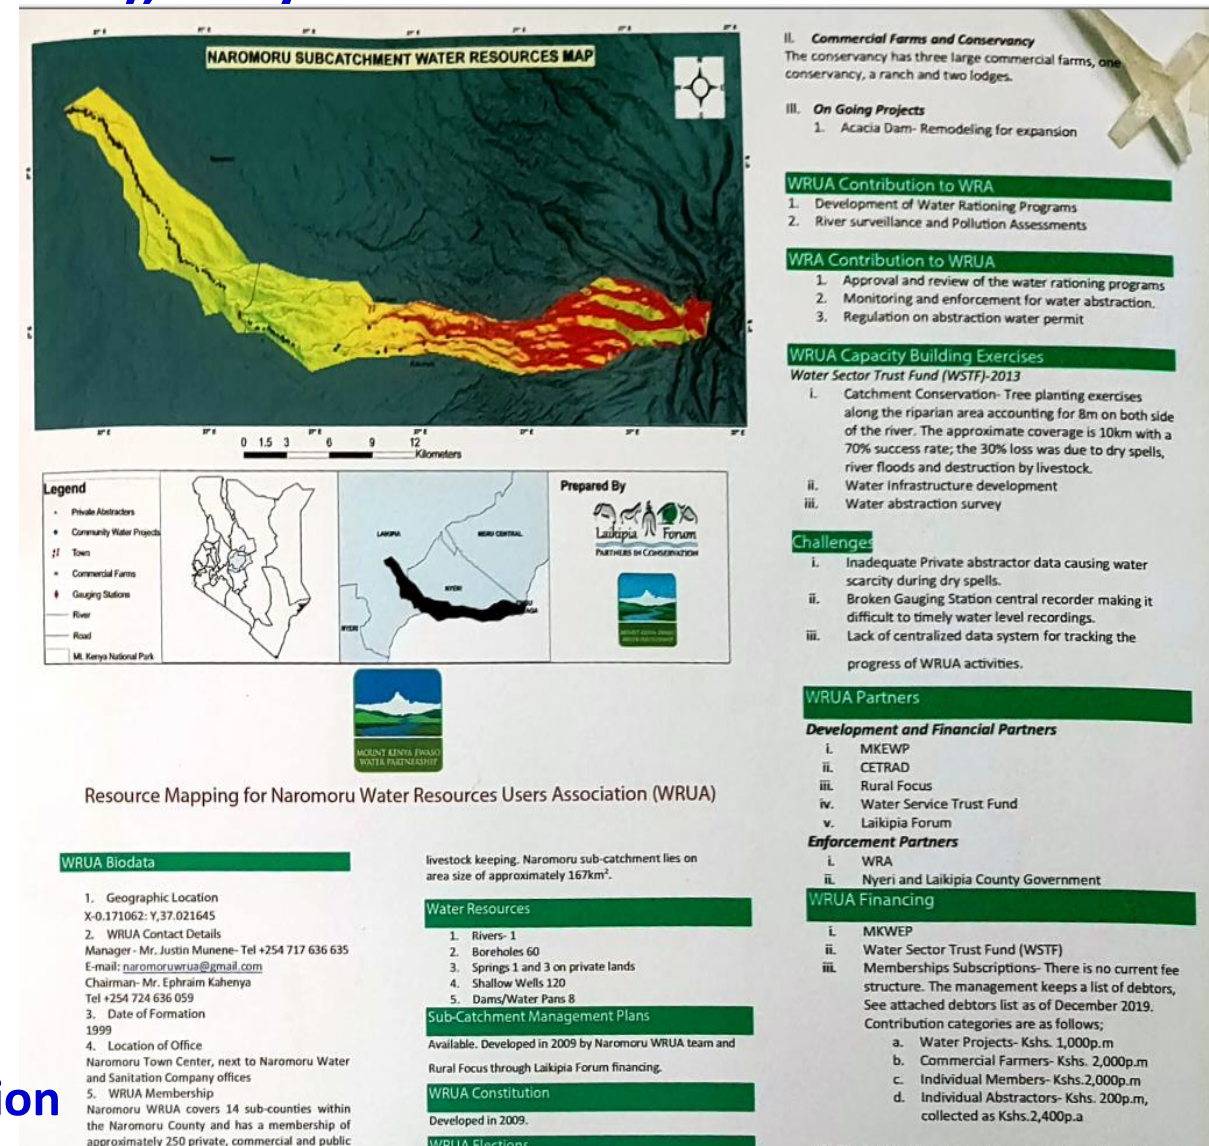 NAROMORU SUBCATCHMENT WATER RESOURCES MAP
0 1.5 3 6 9 12
Kilometers
Legend
Private Abstracters
Community Water Projects
Town
Commercial Farms
Gauging Stations
River
Road
Mt. Kenya National Park
LAIKIPIA
MERU CENTRAL
NYERI
NYERI
Prepared By
Laikipia Forum
PARTNERS IN CONSERVATION
MOUNT KENYA EWASO
WATER PARTNERSHIP
MOUNT KENYA EWASO
WATER PARTNERSHIP
Resource Mapping for Naromoru Water Resources Users Association (WRUA)
WRUA Biodata
1. Geographic Location
X-0.171062: Y,37.021645
2. WRUA Contact Details
Manager - Mr. Justin Munene- Tel +254 717 636 635
E-mail: naromoruwrua@gmail.com
Chairman- Mr. Ephraim Kahenya
Tel +254 724 636 059
3. Date of Formation
1999
4. Location of Office
Naromoru Town Center, next to Naromoru Water
and Sanitation Company offices
5. WRUA Membership
Naromoru WRUA covers 14 sub-counties within
the Naromoru County and has a membership of
approximately 250 private, commercial and public
livestock keeping. Naromoru sub-catchment lies on
area size of approximately 167km².
Water Resources
1. Rivers- 1
2. Boreholes 60
3. Springs 1 and 3 on private lands
4. Shallow Wells 120
5. Dams/Water Pans 8
Sub-Catchment Management Plans
Available. Developed in 2009 by Naromoru WRUA team and
Rural Focus through Laikipia Forum financing.
WRUA Constitution
Developed in 2009.
WRUA Elections
II. Commercial Farms and Conservancy
The conservancy has three large commercial farms, one
conservancy, a ranch and two lodges.
III. On Going Projects
1. Acacia Dam- Remodeling for expansion
WRUA Contribution to WRA
1. Development of Water Rationing Programs
2. River surveillance and Pollution Assessments
WRA Contribution to WRUA
1. Approval and review of the water rationing programs
2. Monitoring and enforcement for water abstraction.
3. Regulation on abstraction water permit
WRUA Capacity Building Exercises
Water Sector Trust Fund (WSTF)-2013
i. Catchment Conservation- Tree planting exercises
along the riparian area accounting for 8m on both side
of the river. The approximate coverage is 10km with a
70% success rate; the 30% loss was due to dry spells,
river floods and destruction by livestock.
ii. Water Infrastructure development
iii. Water abstraction survey
Challenges
i. Inadequate Private abstractor data causing water
scarcity during dry spells.
ii. Broken Gauging Station central recorder making it
difficult to timely water level recordings.
iii. Lack of centralized data system for tracking the
progress of WRUA activities.
WRUA Partners
Development and Financial Partners
i. MKEWP
ii. CETRAD
iii. Rural Focus
iv. Water Service Trust Fund
v. Laikipia Forum
Enforcement Partners
i. WRA
ii. Nyeri and Laikipia County Government
WRUA Financing
i. MKWEP
ii. Water Sector Trust Fund (WSTF)
iii. Memberships Subscriptions- There is no current fee
structure. The management keeps a list of debtors,
See attached debtors list as of December 2019.
Contribution categories are as follows;
a. Water Projects- Kshs. 1,000p.m
b. Commercial Farmers- Kshs. 2,000p.m
c. Individual Members- Kshs.2,000p.m
d. Individual Abstractors- Kshs. 200p.m,
collected as Kshs.2,400p.a